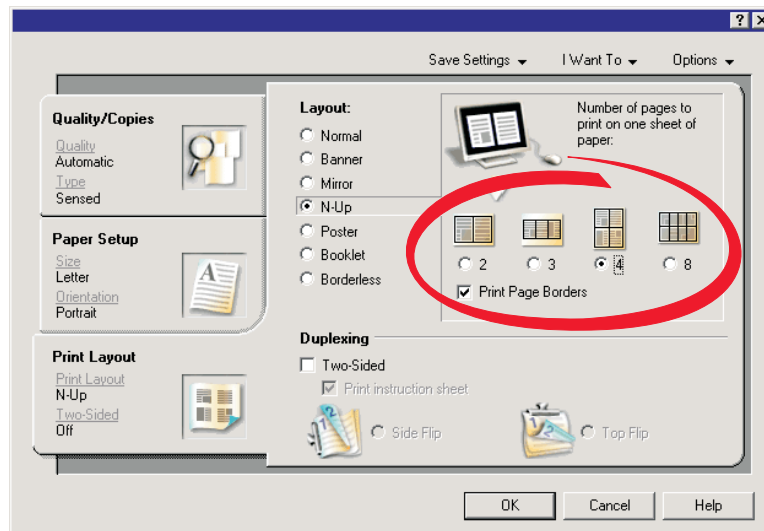 Save Settings
I Want To
Options
Quality/Copies
Quality
Automatic
Type
Sensed
Paper Setup
Size
Letter
Orientation
Portrait
Print Layout
Print Layout
N-Up
Two-Sided
Off
Layout:
Normal
Banner
Mirror
N-Up
Poster
Booklet
Borderless
Number of pages to
print on one sheet of
paper:
2
3
4
8
Print Page Borders
Duplexing
Two-Sided
Print instruction sheet
Side Flip
Top Flip
OK
Cancel
Help